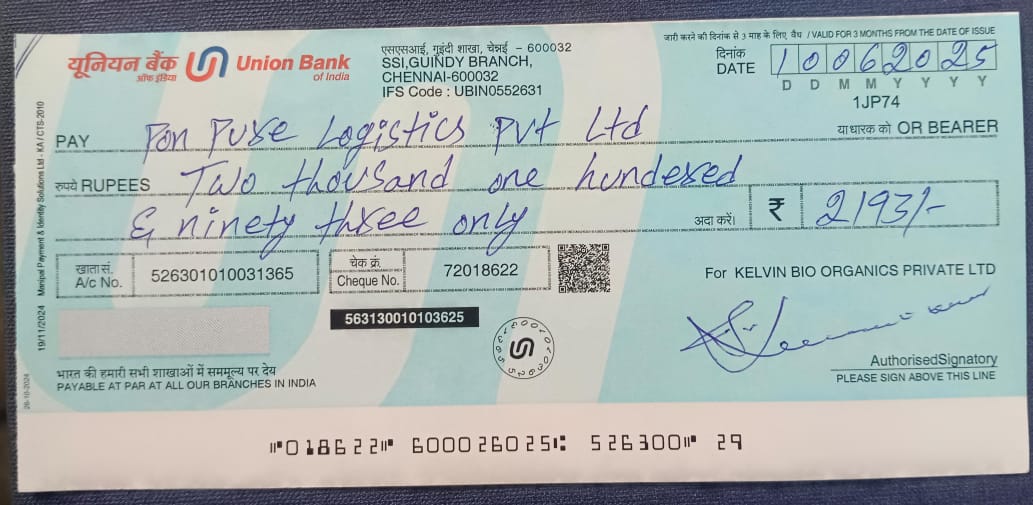 जारी करने की दिनांक से 3 माह के लिए वैध / VALID FOR 3 MONTHS FROM THE DATE OF ISSUE
यूनियन बैंक Union Bank
ऑफ इंडिया of India
एसएसआई, गुइंदी शाखा, चेन्नई - 600032
SSI,GUINDY BRANCH,
CHENNAI-600032
IFS Code : UBIN0552631
दिनांक
DATE 10062025
D D M M Y Y Y Y
1JP74
PAY Pon Pure Logistics Pvt Ltd या धारक को OR BEARER
रुपये RUPEES Two thousand one hundered
& ninety three only अदा करें। ₹ 2193/-
खाता सं.
A/c No. 526301010031365
चेक क्रं.
Cheque No. 72018622
For KELVIN BIO ORGANICS PRIVATE LTD
563130010103625
AuthorisedSignatory
PLEASE SIGN ABOVE THIS LINE
भारत की हमारी सभी शाखाओं में सममूल्य पर देय
PAYABLE AT PAR AT ALL OUR BRANCHES IN INDIA
19/11/2024 Manipal Payment & Identity Solutions Ltd - KA / CTS-2010
26-10-2024
⑈018622⑈ 600026025⑆ 526300⑈ 29